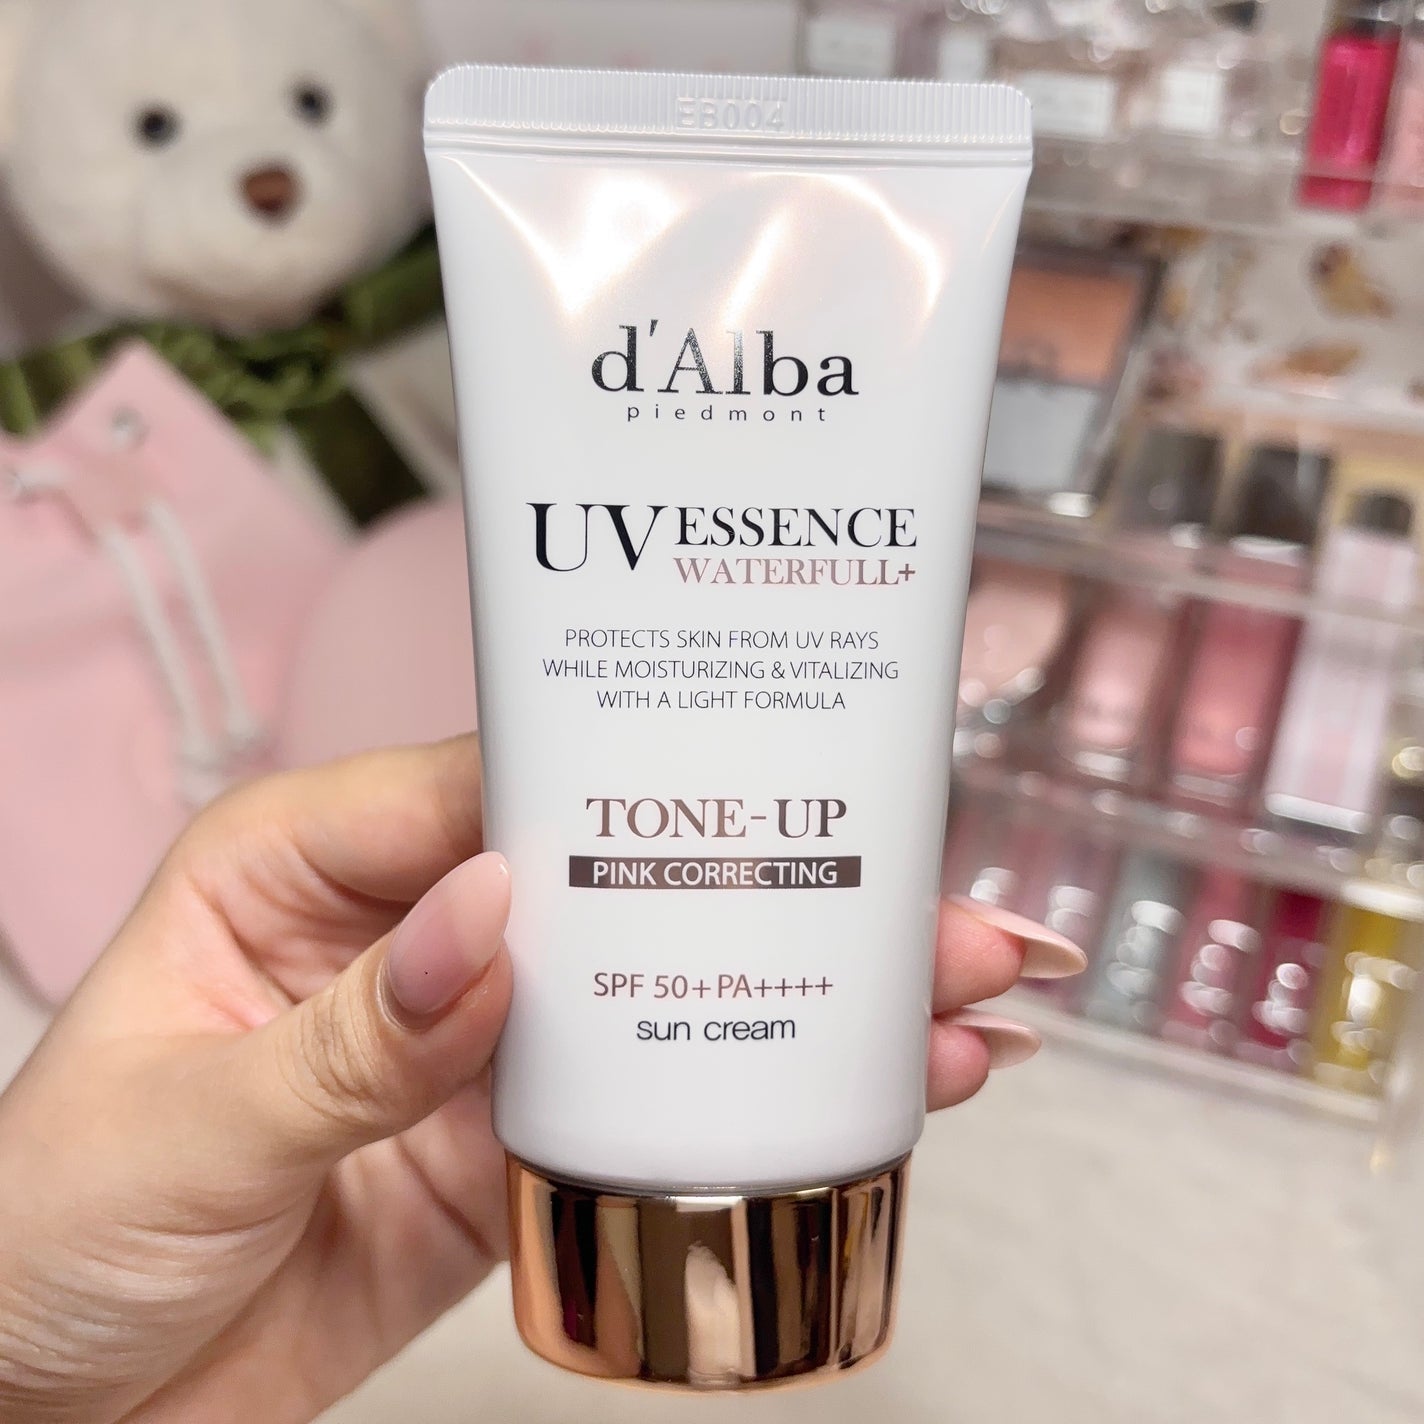 EB004
d'Alba
piedmont
UV ESSENCE
WATERFULL+
PROTECTS SKIN FROM UV RAYS
WHILE MOISTURIZING & VITALIZING
WITH A LIGHT FORMULA
TONE-UP
PINK CORRECTING
SPF 50+ PA++++
sun cream